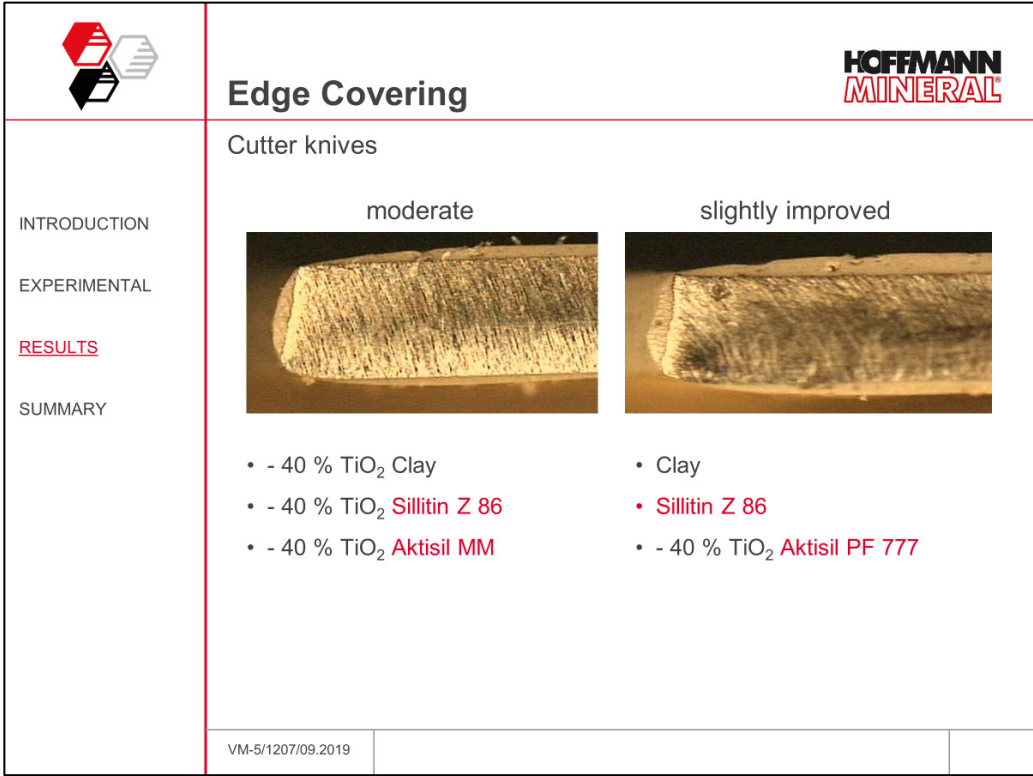 Edge Covering
HOFFMANN
MINERAL®
Cutter knives
INTRODUCTION
EXPERIMENTAL
RESULTS
SUMMARY
moderate
• - 40 % TiO₂ Clay
• - 40 % TiO₂ Sillitin Z 86
• - 40 % TiO₂ Aktisil MM
slightly improved
• Clay
• Sillitin Z 86
• - 40 % TiO₂ Aktisil PF 777
VM-5/1207/09.2019